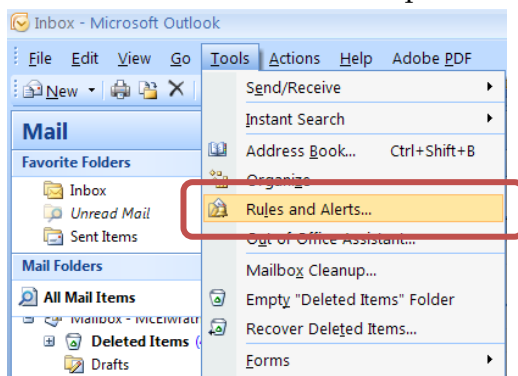 Inbox - Microsoft Outlook
File Edit View Go Tools Actions Help Adobe PDF
New
Send/Receive
Instant Search
Mail
Address Book... Ctrl+Shift+B
Favorite Folders
Organize
Inbox
Rules and Alerts...
Unread Mail
Out of Office Assistant...
Sent Items
Mail Folders
Mailbox Cleanup...
All Mail Items
Empty "Deleted Items" Folder
Mailbox - McElwrath
Recover Deleted Items...
Deleted Items (
Drafts
Forms